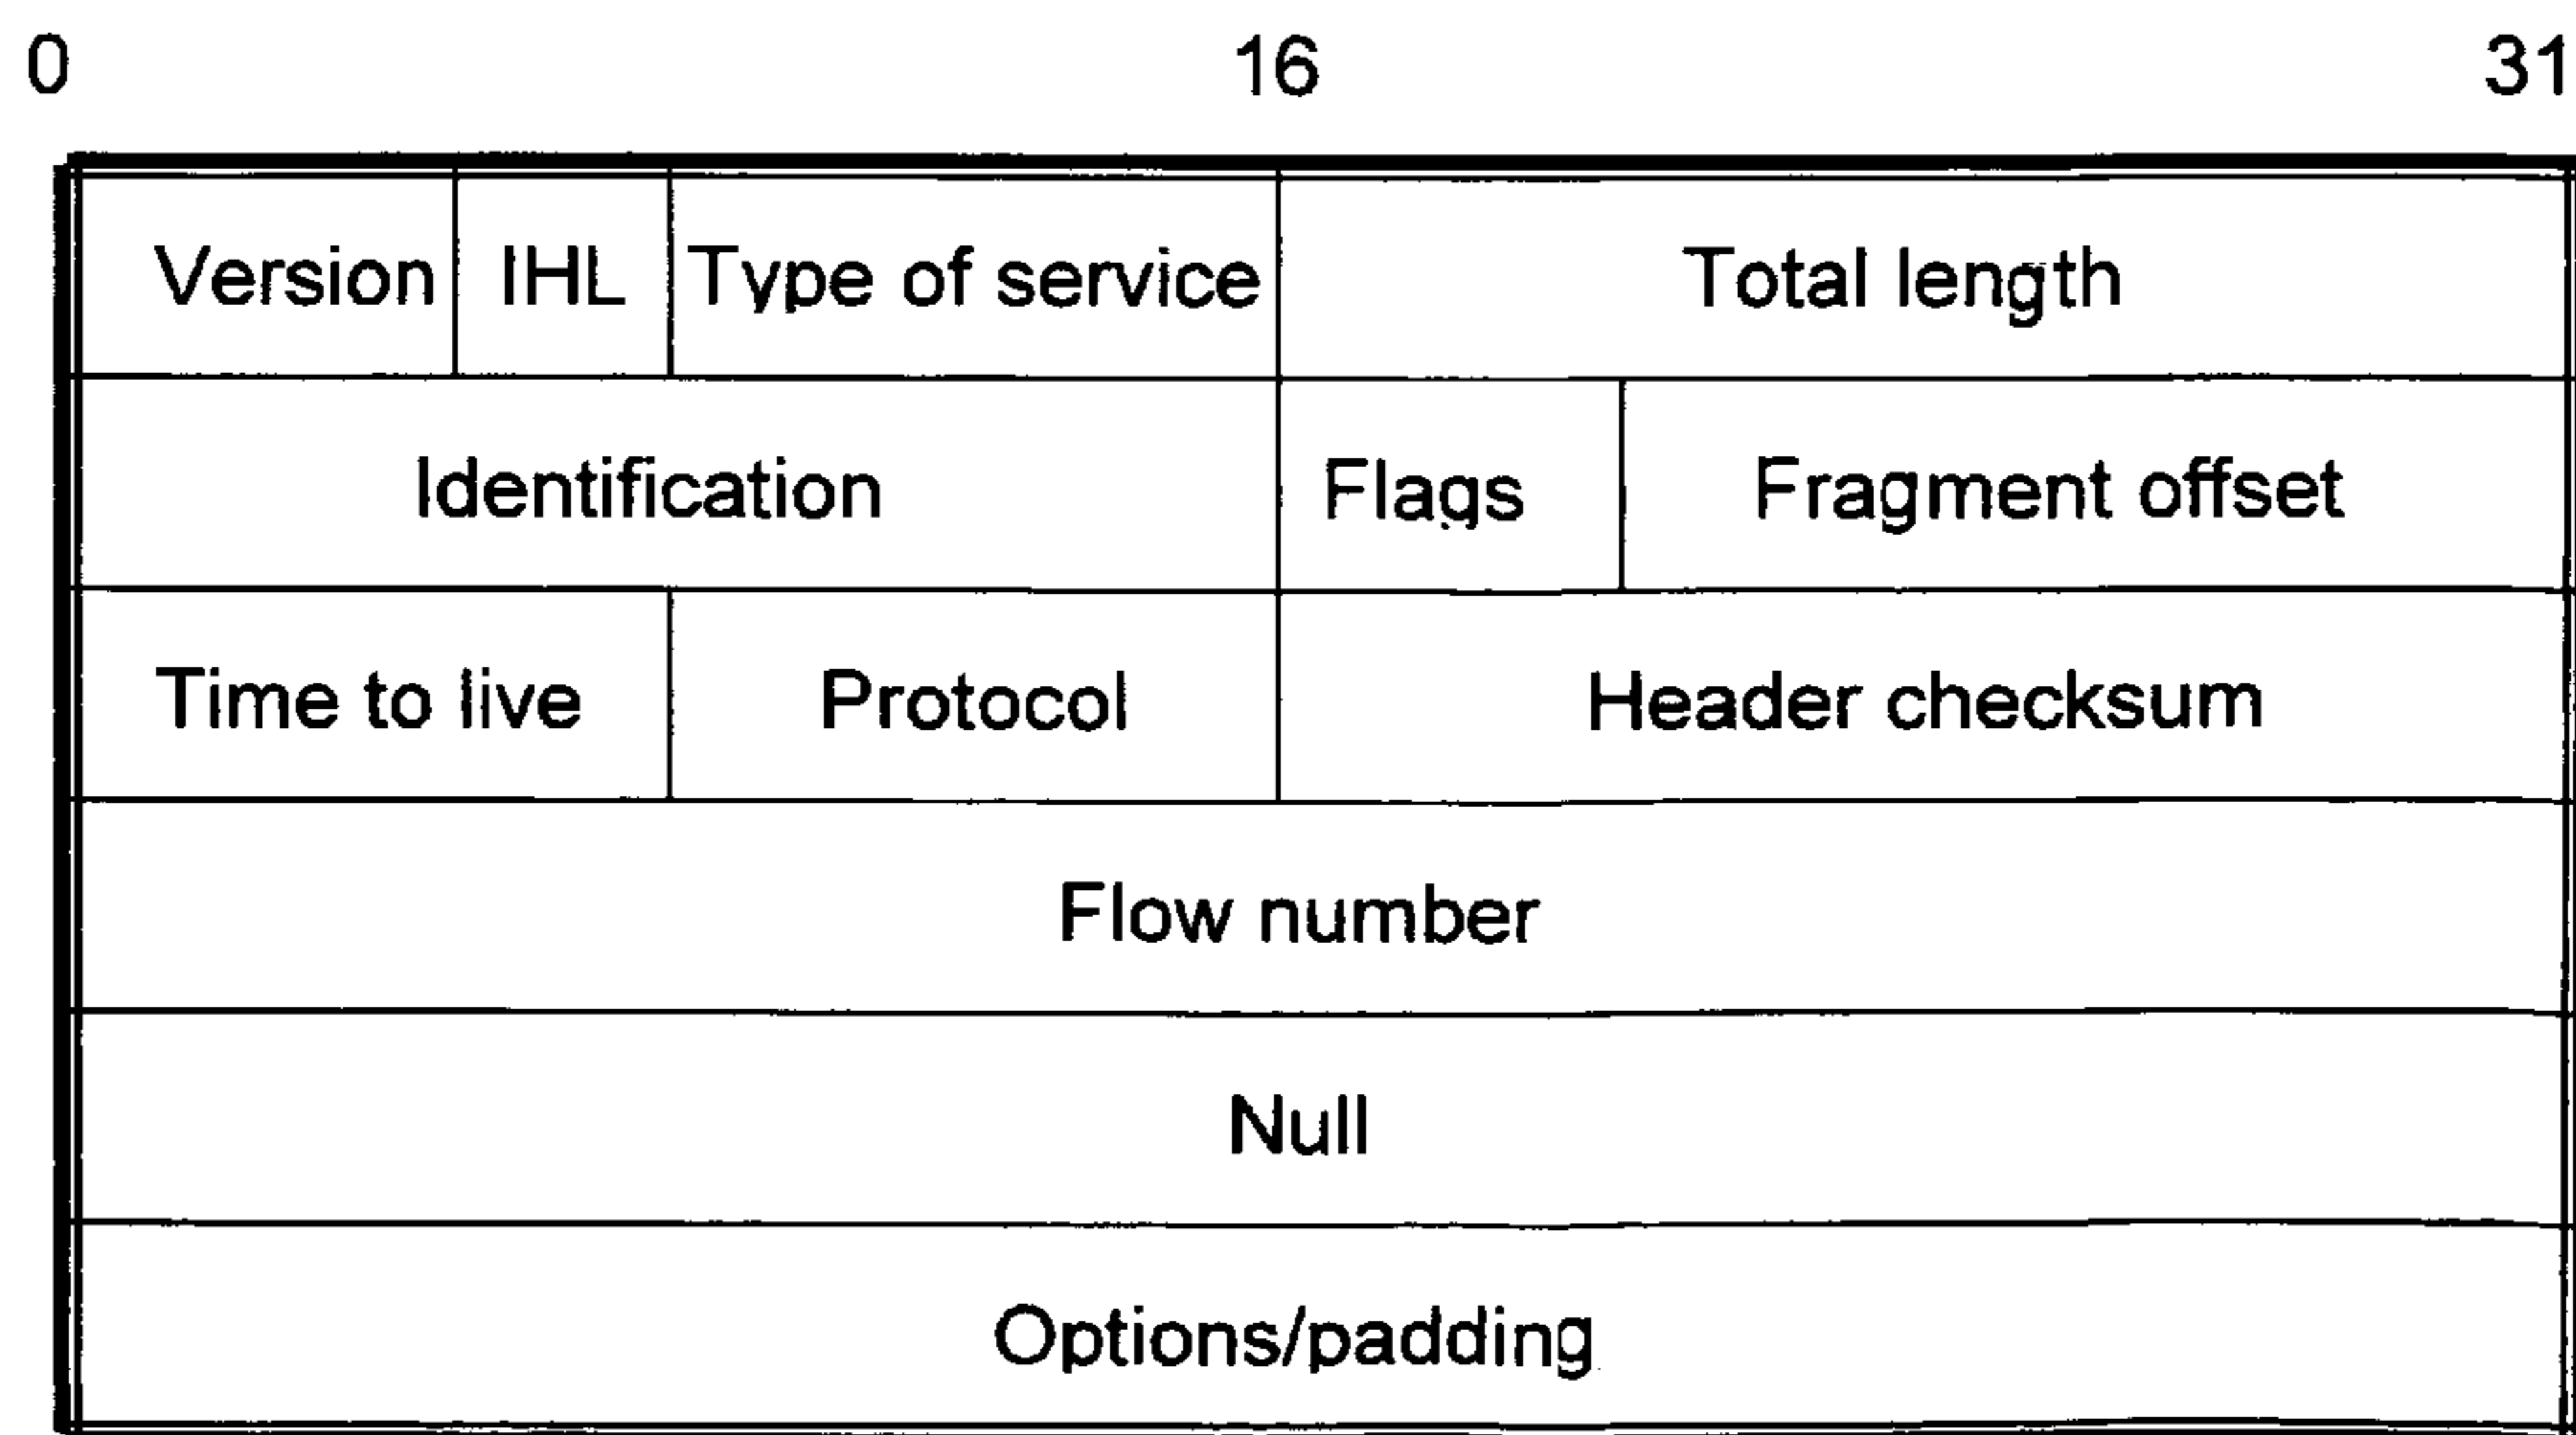 0 16 31
Version IHL Type of service Total length
Identification Flags Fragment offset
Time to live Protocol Header checksum
Flow number
Null
Options/padding